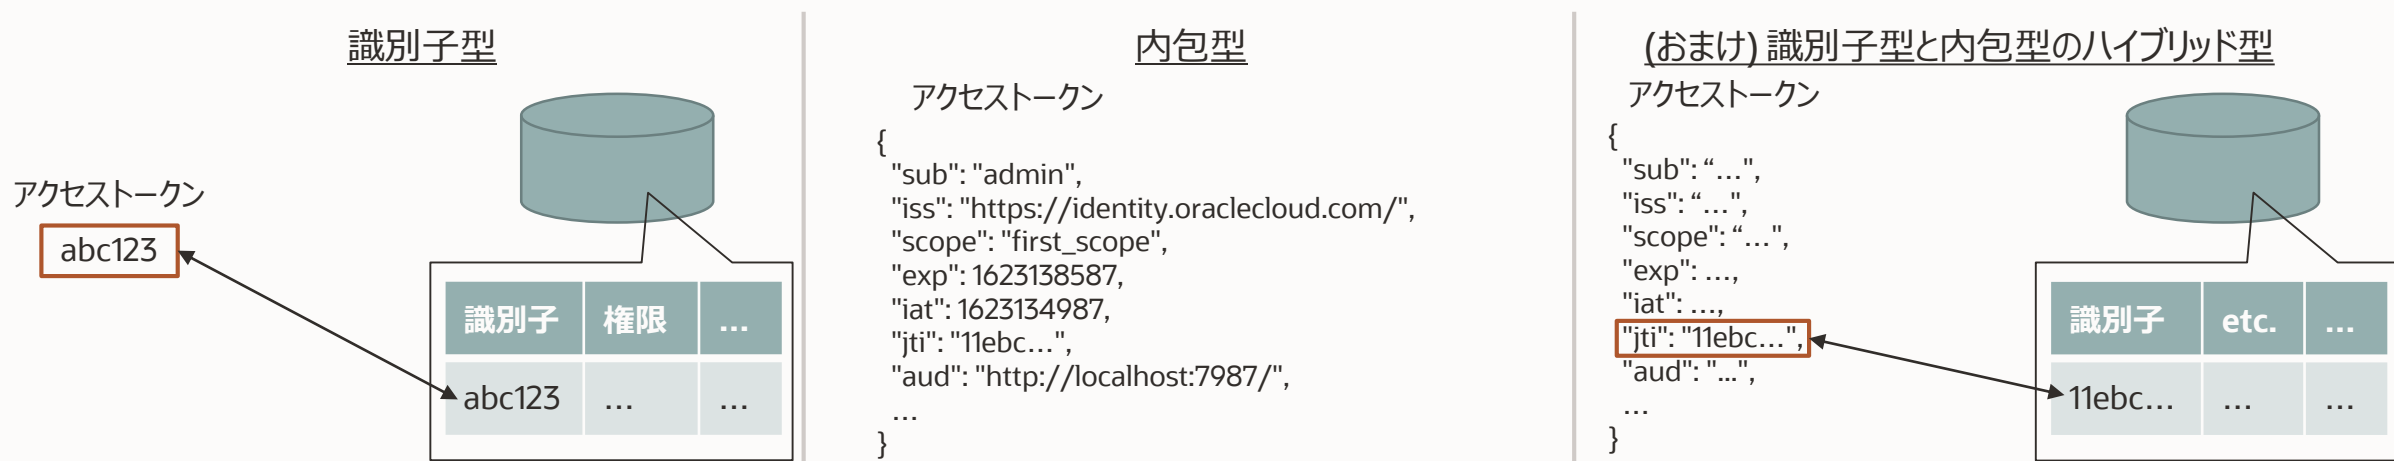 識別子型
アクセストークン
abc123
識別子 権限 ...
abc123 ... ...
内包型
アクセストークン
{
"sub": "admin",
"iss": "https://identity.oraclecloud.com/",
"scope": "first_scope",
"exp": 1623138587,
"iat": 1623134987,
"jti": "11ebc...",
"aud": "http://localhost:7987/",
...
}
(おまけ) 識別子型と内包型のハイブリッド型
アクセストークン
{
"sub": “...",
"iss": “...",
"scope": “...",
"exp": ...,
"iat": ...,
"jti": "11ebc...",
"aud": "...",
...
}
識別子 etc. ...
11ebc... ... ...